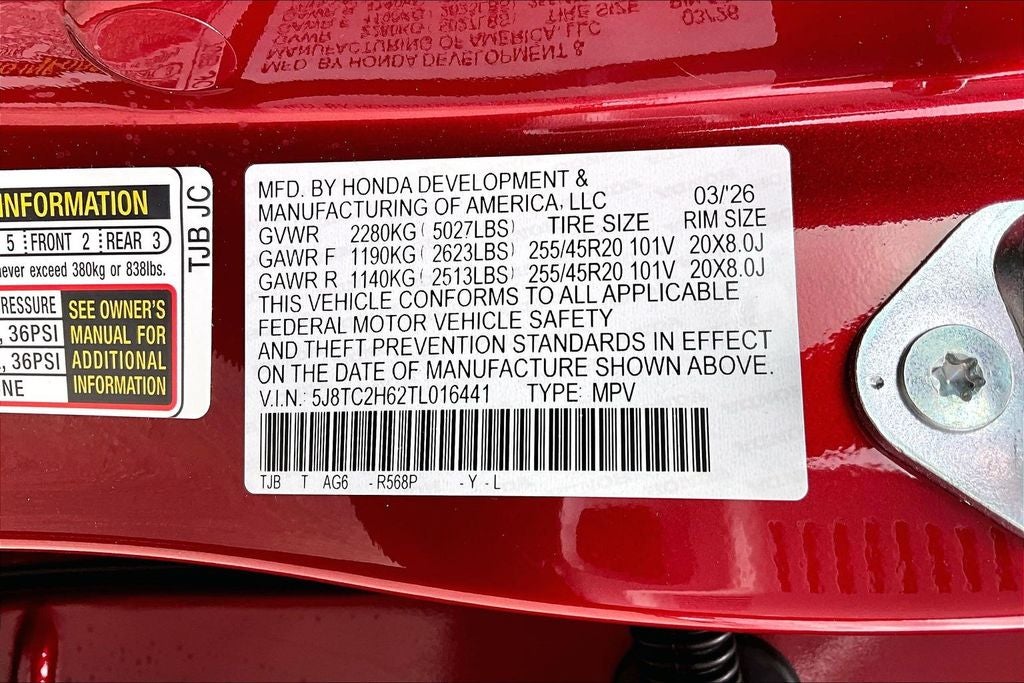 INFORMATION
5 FRONT 2 REAR 3
never exceed 380kg or 838lbs.
PRESSURE
, 36PSI
, 36PSI
NE
SEE OWNER'S
MANUAL FOR
ADDITIONAL
INFORMATION
TJB JC
MFD. BY HONDA DEVELOPMENT &
MANUFACTURING OF AMERICA, LLC 03/'26
GVWR 2280KG ( 5027LBS) TIRE SIZE RIM SIZE
GAWR F 1190KG ( 2623LBS) 255/45R20 101V 20X8.0J
GAWR R 1140KG ( 2513LBS) 255/45R20 101V 20X8.0J
THIS VEHICLE CONFORMS TO ALL APPLICABLE
FEDERAL MOTOR VEHICLE SAFETY
AND THEFT PREVENTION STANDARDS IN EFFECT
ON THE DATE OF MANUFACTURE SHOWN ABOVE.
V.I.N.: 5J8TC2H62TL016441 TYPE: MPV
TJB T AG6 -R568P -Y -L